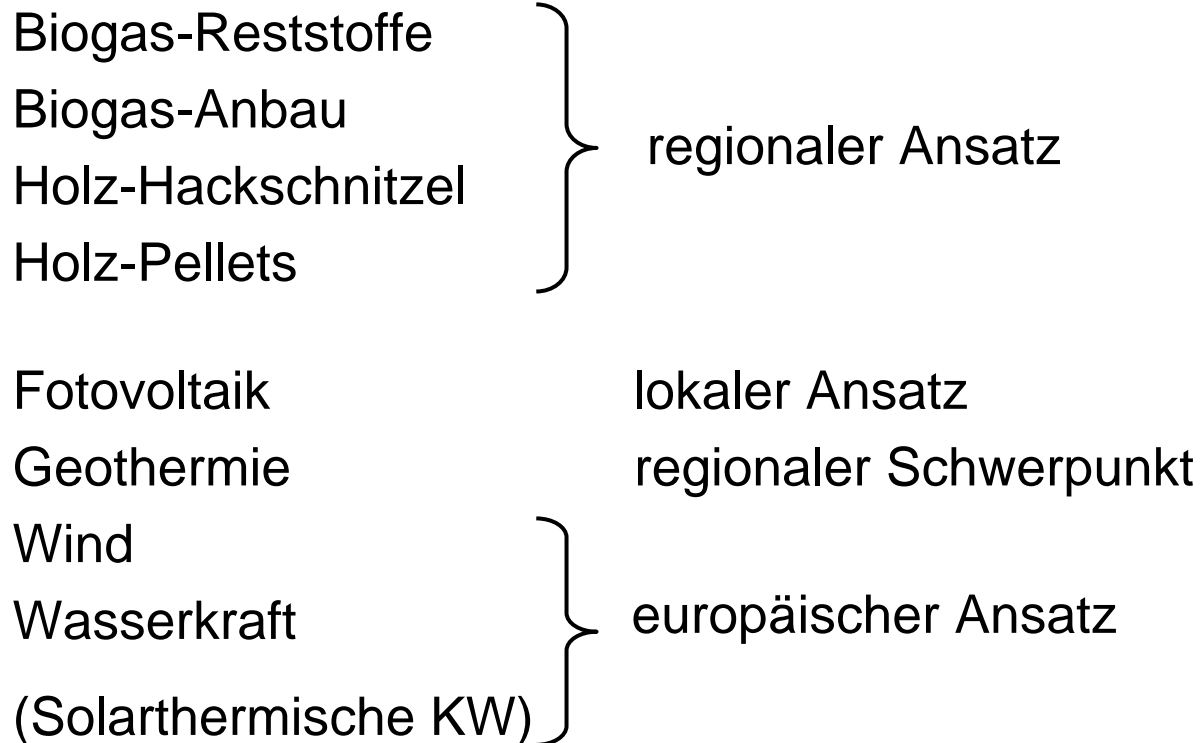 Biogas-Reststoffe
Biogas-Anbau
Holz-Hackschnitzel
Holz-Pellets
regionaler Ansatz
Fotovoltaik lokaler Ansatz
Geothermie regionaler Schwerpunkt
Wind
Wasserkraft
(Solarthermische KW)
europäischer Ansatz